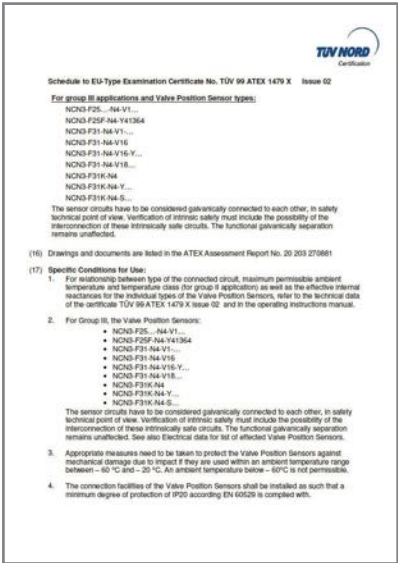 TÜV NORD
Certification
Schedule to EU-Type Examination Certificate No. TÜV 99 ATEX 1479 X Issue 02
For group III applications and Valve Position Sensor types:
NCN3-F25...-N4-V1...
NCN3-F25F-N4-Y41364
NCN3-F31-N4-V1-...
NCN3-F31-N4-V16
NCN3-F31-N4-V16-Y...
NCN3-F31-N4-V18...
NCN3-F31K-N4
NCN3-F31K-N4-Y...
NCN3-F31K-N4-S...
The sensor circuits have to be considered galvanically connected to each other, in safety
technical point of view. Verification of intrinsic safety must include the possibility of the
interconnection of these intrinsically safe circuits. The functional galvanically separation
remains unaffected.
(16) Drawings and documents are listed in the ATEX Assessment Report No. 20 203 270881
(17) Specific Conditions for Use:
1. For relationship between type of the connected circuit, maximum permissible ambient
temperature and temperature class (for group II application) as well as the effective internal
reactances for the individual types of the Valve Position Sensors, refer to the technical data
of the certificate TÜV 99 ATEX 1479 X Issue 02 and in the operating instructions manual.
2. For Group III, the Valve Position Sensors:
• NCN3-F25...-N4-V1...
• NCN3-F25F-N4-Y41364
• NCN3-F31-N4-V1-...
• NCN3-F31-N4-V16
• NCN3-F31-N4-V16-Y...
• NCN3-F31-N4-V18...
• NCN3-F31K-N4
• NCN3-F31K-N4-Y...
• NCN3-F31K-N4-S...
The sensor circuits have to be considered galvanically connected to each other, in safety
technical point of view. Verification of intrinsic safety must include the possibility of the
interconnection of these intrinsically safe circuits. The functional galvanically separation
remains unaffected. See also Electrical data for list of effected Valve Position Sensors.
3. Appropriate measures need to be taken to protect the Valve Position Sensors against
mechanical damage due to impact if they are used within an ambient temperature range
between – 60 °C and – 20 °C. An ambient temperature below – 60°C is not permissible.
4. The connection facilities of the Valve Position Sensors shall be installed as such that a
minimum degree of protection of IP20 according EN 60529 is complied with.